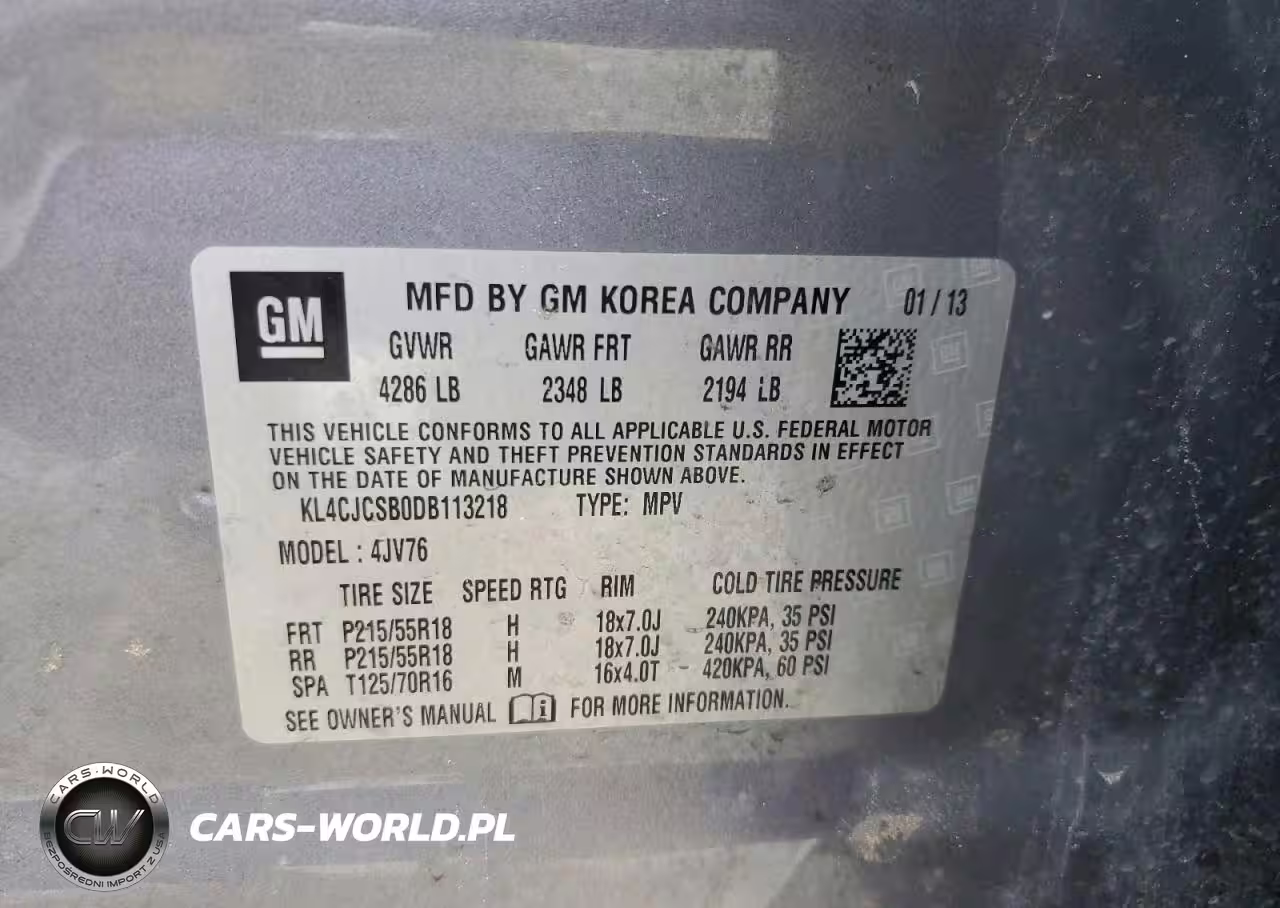 GM
MFD BY GM KOREA COMPANY 01/13
GVWR GAWR FRT GAWR RR
4286 LB 2348 LB 2194 LB
THIS VEHICLE CONFORMS TO ALL APPLICABLE U.S. FEDERAL MOTOR
VEHICLE SAFETY AND THEFT PREVENTION STANDARDS IN EFFECT
ON THE DATE OF MANUFACTURE SHOWN ABOVE.
KL4CJCSB0DB113218 TYPE: MPV
MODEL : 4JV76
TIRE SIZE SPEED RTG RIM COLD TIRE PRESSURE
FRT P215/55R18 H 18x7.0J 240KPA, 35 PSI
RR P215/55R18 H 18x7.0J 240KPA, 35 PSI
SPA T125/70R16 M 16x4.0T 420KPA, 60 PSI
SEE OWNER'S MANUAL i FOR MORE INFORMATION.
CARS-WORLD
CW
BEZPOŚREDNI IMPORT Z USA
CARS-WORLD.PL